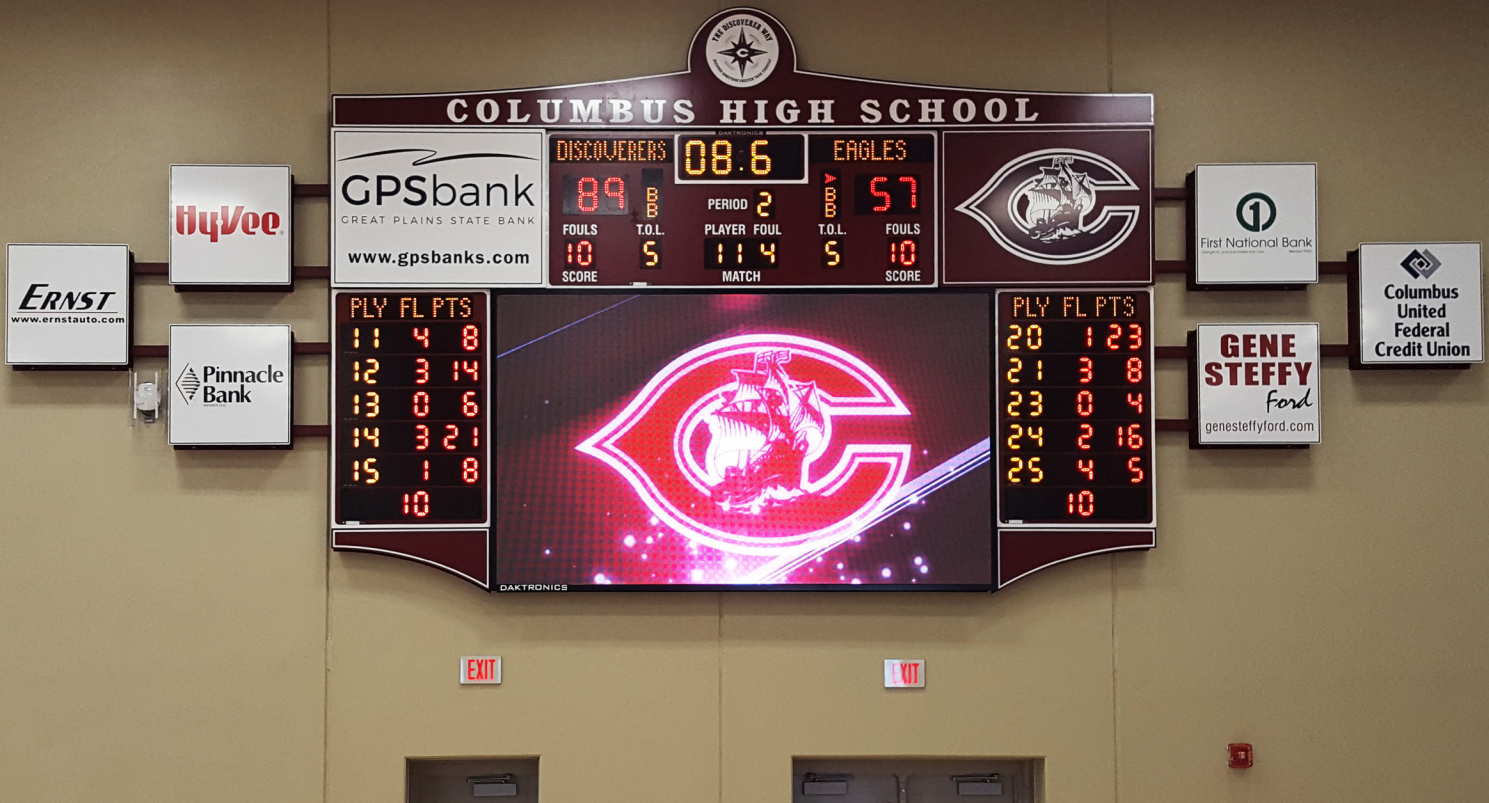 THE DISCOVERER WAY
COLUMBUS HIGH SCHOOL
DAKTRONICS
GPSbank
GREAT PLAINS STATE BANK
www.gpsbanks.com
DISCOVERERS
08.6
EAGLES
89
B
B
PERIOD 2
B
B
57
FOULS
T.O.L.
PLAYER FOUL
T.O.L.
FOULS
10
5
11 4
5
10
SCORE
MATCH
SCORE
C
HyVee
ERNST
www.ernstauto.com
Pinnacle
Bank
PLY FL PTS
11 4 8
12 3 14
13 0 6
14 3 21
15 1 8
10
C
DAKTRONICS
PLY FL PTS
20 1 23
21 3 8
23 0 4
24 2 16
25 4 5
10
1
First National Bank
Columbus
United
Federal
Credit Union
GENE
STEFFY
Ford
genesteffyford.com
EXIT
EXIT